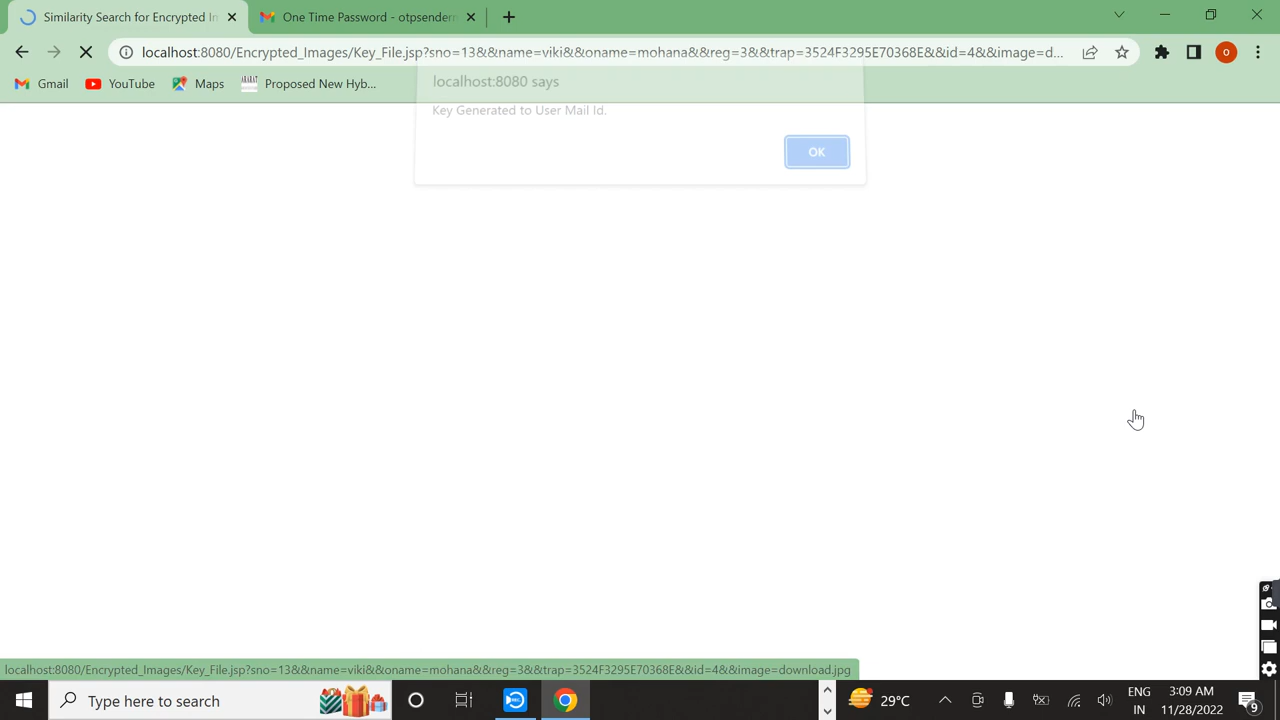 Similarity Search for Encrypted In
One Time Password - otpsender
localhost:8080/Encrypted_Images/Key_File.jsp?sno=13&&name=viki&&oname=mohana&&reg=3&&trap=3524F3295E70368E&&id=4&&image=d...
o
Gmail
YouTube
Maps
Proposed New Hyb...
localhost:8080 says
Key Generated to User Mail Id.
OK
localhost:8080/Encrypted_Images/Key_File.jsp?sno=13&&name=viki&&oname=mohana&&reg=3&&trap=3524F3295E70368E&&id=4&&image=download.jpg
Type here to search
29°C
ENG
IN
3:09 AM
11/28/2022
9